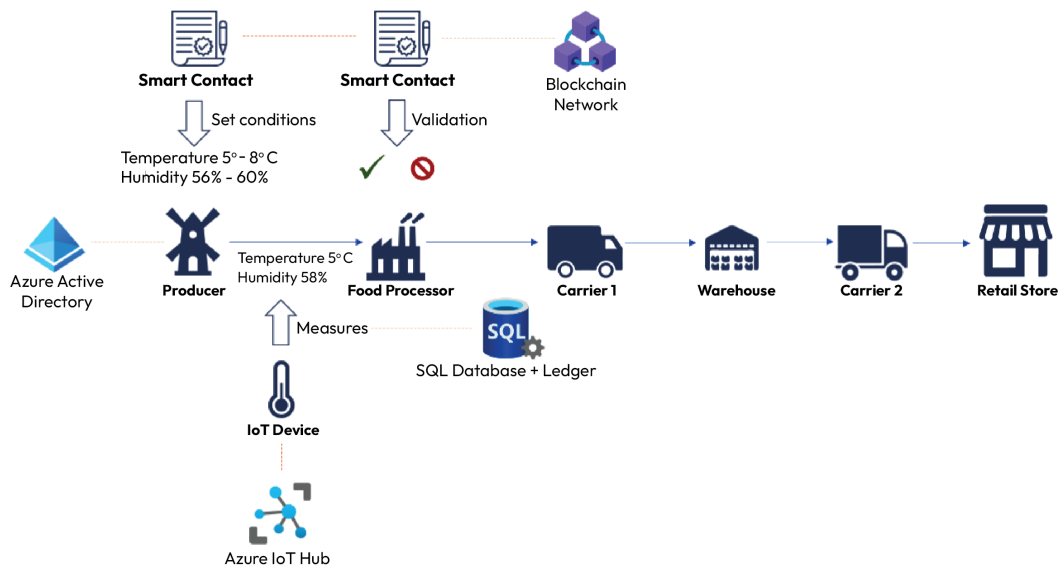 Smart Contact
Smart Contact
Blockchain
Network
Set conditions
Validation
Temperature 5° - 8° C
Humidity 56% - 60%
Azure Active
Directory
Producer
Temperature 5° C
Humidity 58%
Food Processor
Carrier 1
Warehouse
Carrier 2
Retail Store
Measures
SQL
SQL Database + Ledger
IoT Device
Azure IoT Hub